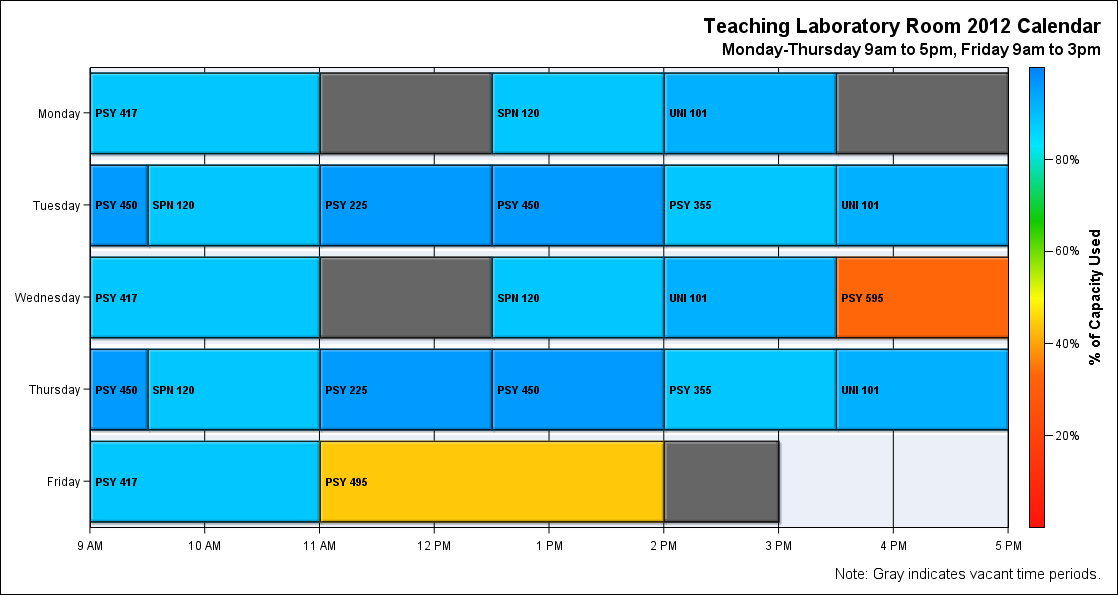 Teaching Laboratory Room 2012 Calendar
Monday-Thursday 9am to 5pm, Friday 9am to 3pm
Monday
PSY 417
SPN 120
UNI 101
80%
Tuesday
PSY 450
SPN 120
PSY 225
PSY 450
PSY 355
UNI 101
60%
Wednesday
PSY 417
SPN 120
UNI 101
PSY 595
% of Capacity Used
40%
Thursday
PSY 450
SPN 120
PSY 225
PSY 450
PSY 355
UNI 101
20%
Friday
PSY 417
PSY 495
9 AM
10 AM
11 AM
12 PM
1 PM
2 PM
3 PM
4 PM
5 PM
Note: Gray indicates vacant time periods.